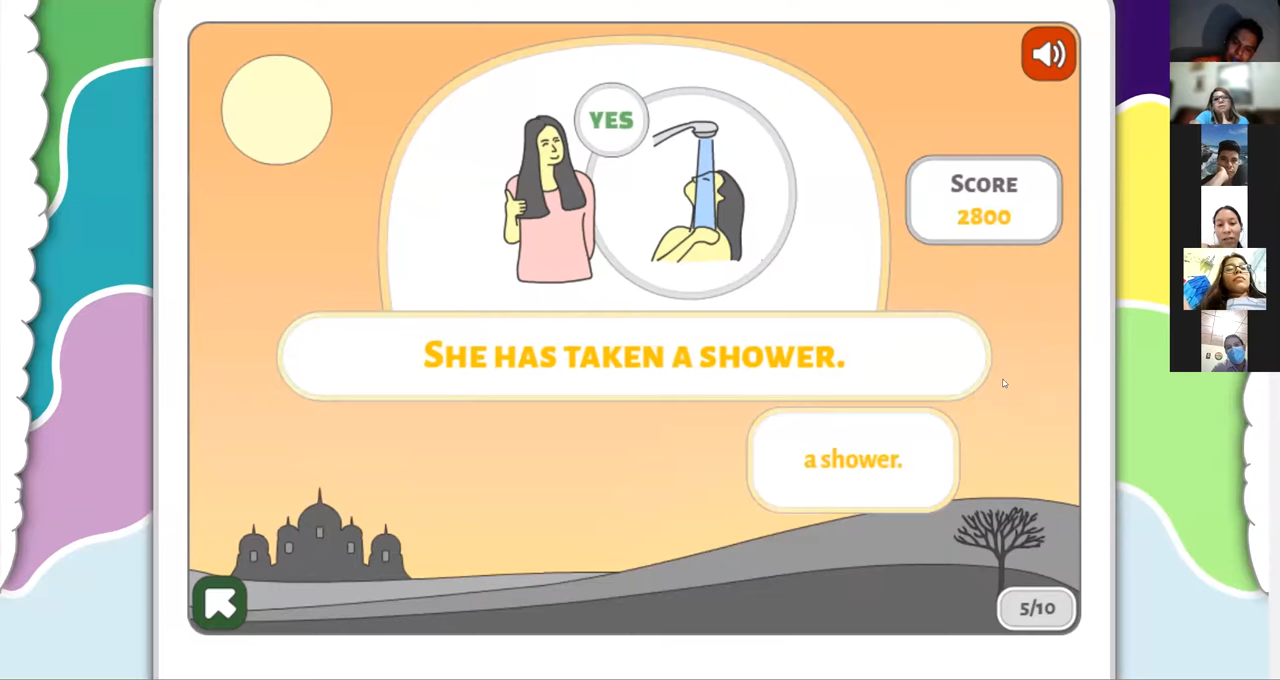 YES
SCORE
2800
SHE HAS TAKEN A SHOWER.
a shower.
5/10